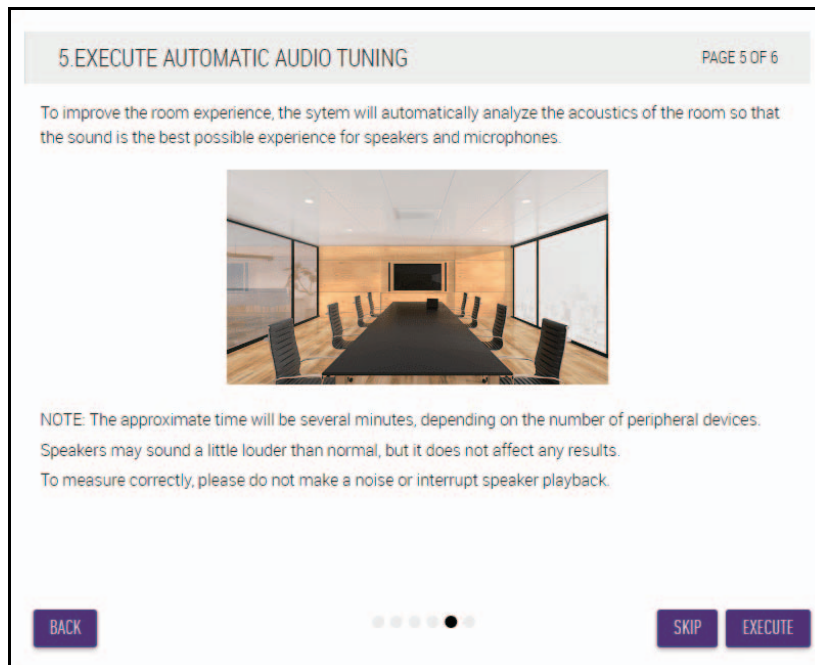 5.EXECUTE AUTOMATIC AUDIO TUNING
PAGE 5 OF 6
To improve the room experience, the sytem will automatically analyze the acoustics of the room so that
the sound is the best possible experience for speakers and microphones.
NOTE: The approximate time will be several minutes, depending on the number of peripheral devices.
Speakers may sound a little louder than normal, but it does not affect any results.
To measure correctly, please do not make a noise or interrupt speaker playback.
BACK
SKIP
EXECUTE